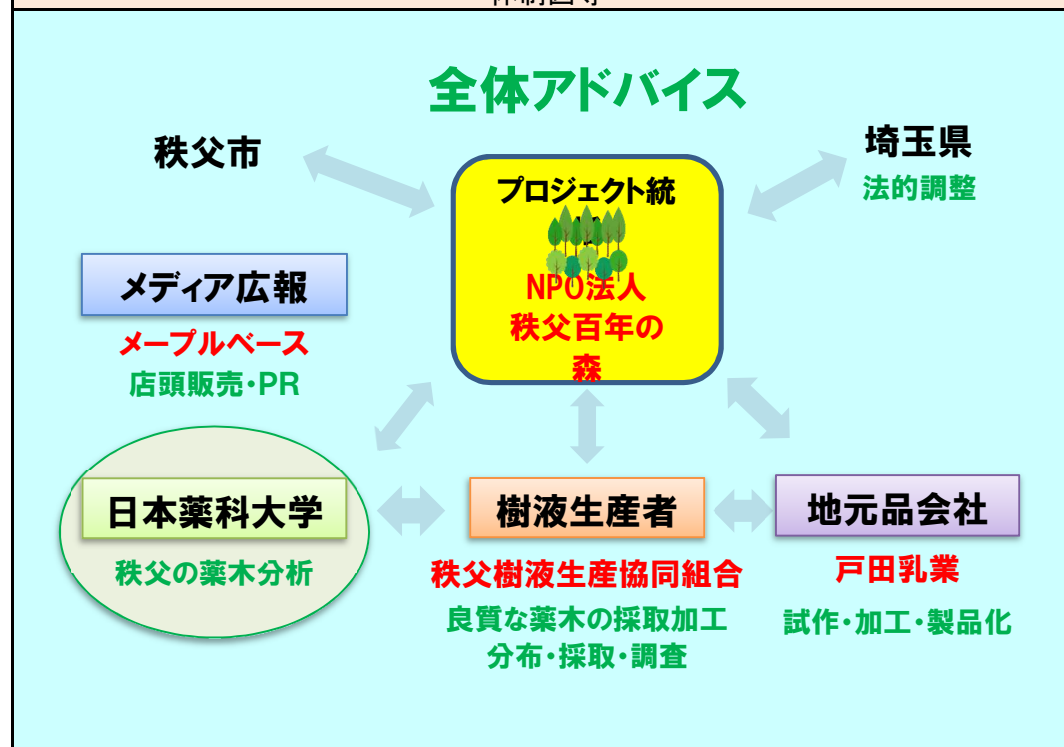 全体アドバイス
秩父市
埼玉県
法的調整
プロジェクト統
NPO法人
秩父百年の
森
メディア広報
メープルベース
店頭販売・PR
日本薬科大学
秩父の薬木分析
樹液生産者
秩父樹液生産協同組合
良質な薬木の採取加工
分布・採取・調査
地元品会社
戸田乳業
試作・加工・製品化